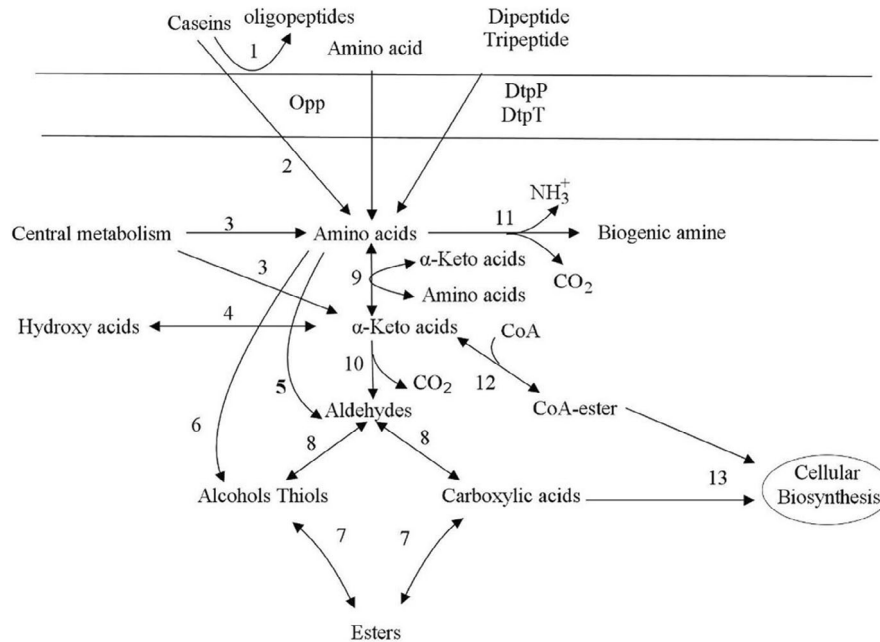 Caseins
oligopeptides
1
Amino acid
Dipeptide
Tripeptide
Opp
DtpP
DtpT
2
NH₃⁺
Central metabolism
3
Amino acids
11
Biogenic amine
3
9
α-Keto acids
CO₂
Amino acids
Hydroxy acids
4
α-Keto acids
CoA
10
12
5
CO₂
6
Aldehydes
CoA-ester
8
8
13
Cellular
Biosynthesis
Alcohols Thiols
Carboxylic acids
7
7
Esters